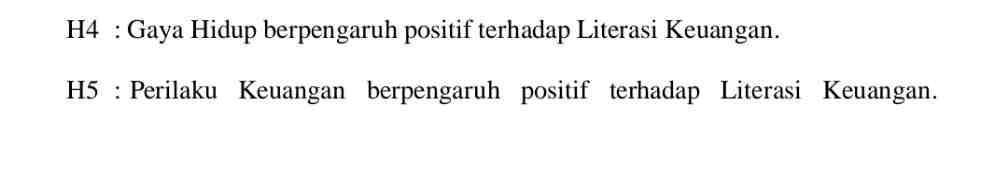 H4 : Gaya Hidup berpengaruh positif terhadap Literasi Keuangan.
H5 : Perilaku Keuangan berpengaruh positif terhadap Literasi Keuangan.